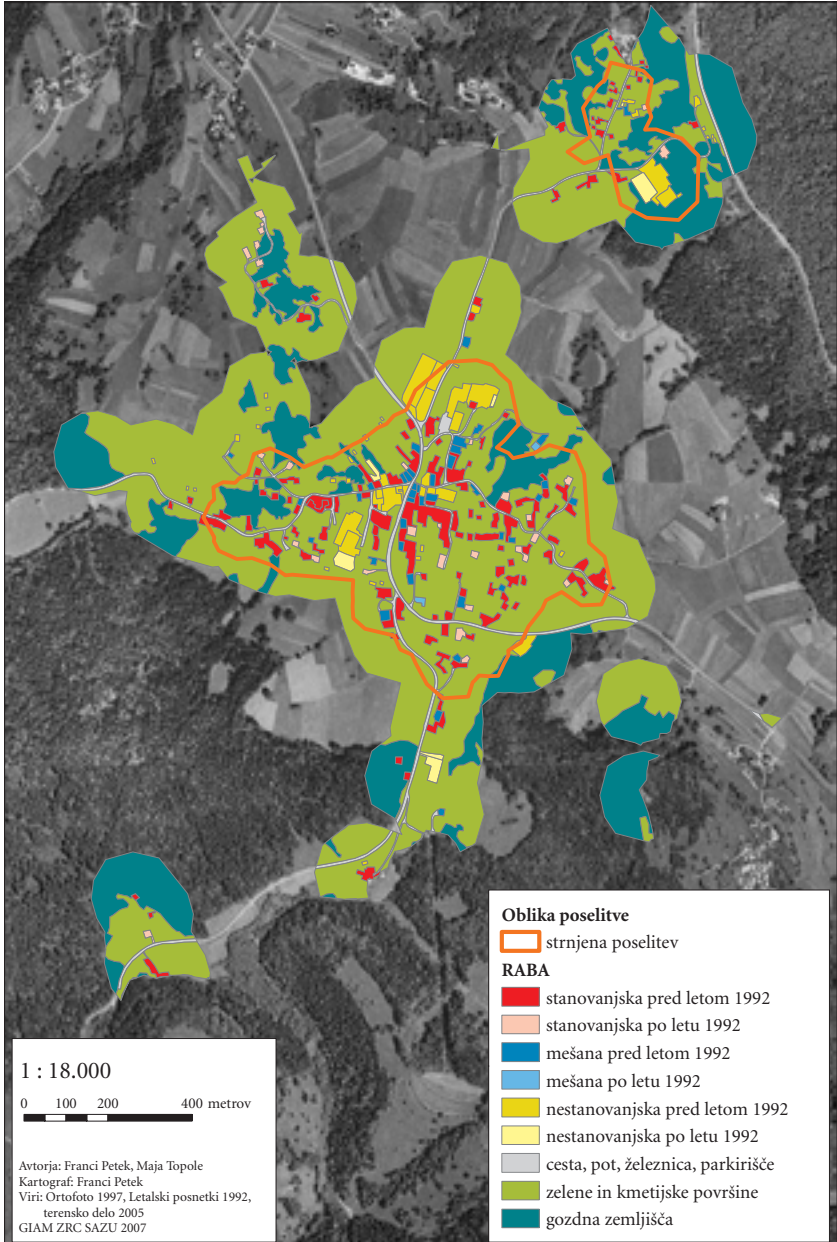 Oblika poselitve
strnjena poselitev
RABA
stanovanjska pred letom 1992
stanovanjska po letu 1992
mešana pred letom 1992
mešana po letu 1992
nestanovanjska pred letom 1992
nestanovanjska po letu 1992
cesta, pot, železnica, parkirišče
zelene in kmetijske površine
gozdna zemljišča
1 : 18.000
0 100 200 400 metrov
Avtorja: Franci Petek, Maja Topole
Kartograf: Franci Petek
Viri: Ortofoto 1997, Letalski posnetki 1992,
terensko delo 2005
GIAM ZRC SAZU 2007